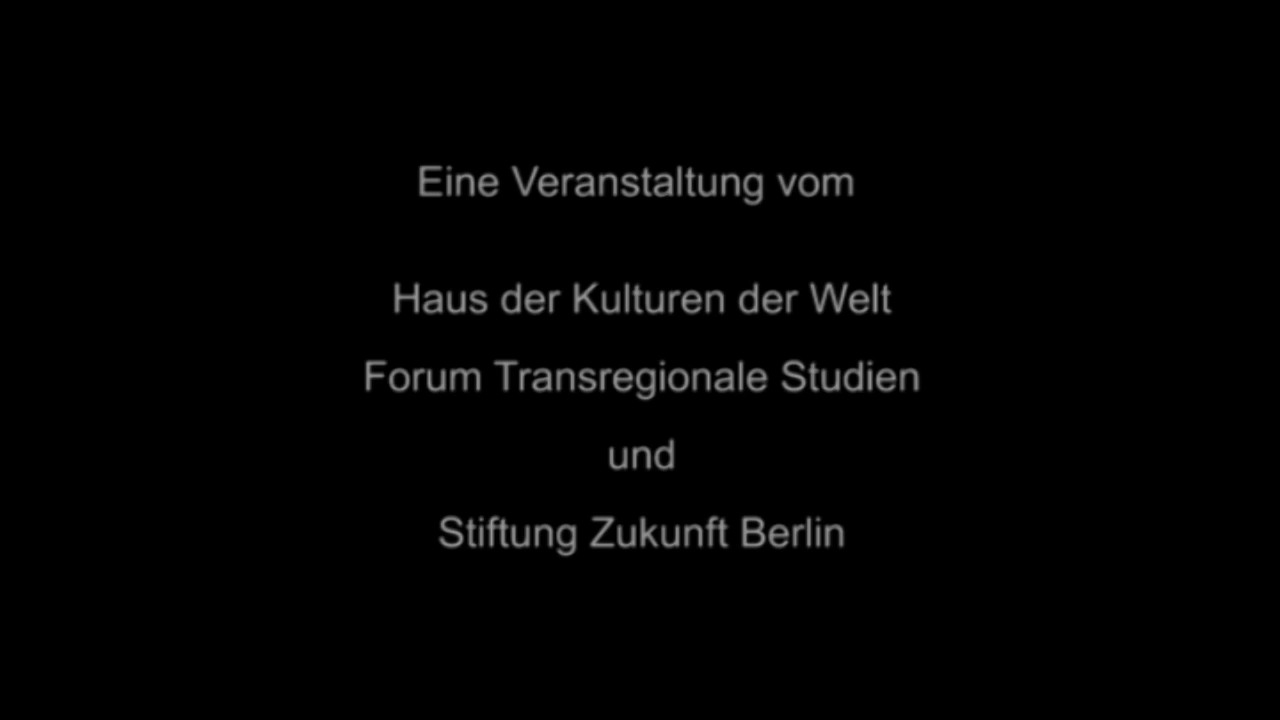 Eine Veranstaltung vom
Haus der Kulturen der Welt
Forum Transregionale Studien
und
Stiftung Zukunft Berlin